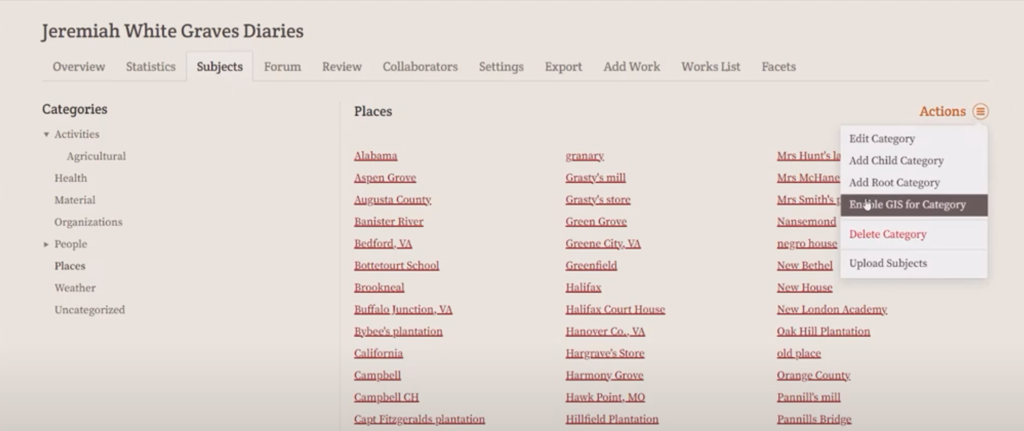 Jeremiah White Graves Diaries
Overview Statistics Subjects Forum Review Collaborators Settings Export Add Work Works List Facets
Categories
Activities
Agricultural
Health
Material
Organizations
People
Places
Weather
Uncategorized
Places
Alabama
Aspen Grove
Augusta County
Banister River
Bedford, VA
Bottetourt School
Brookneal
Buffalo Junction, VA
Bybee's plantation
California
Campbell
Campbell CH
Capt Fitzgeralds plantation
granary
Grasty's mill
Grasty's store
Green Grove
Greene City, VA
Greenfield
Halifax
Halifax Court House
Hanover Co., VA
Hargrave's Store
Harmony Grove
Hawk Point, MO
Hillfield Plantation
Mrs Hunt's
Mrs McHane
Mrs Smith's
Nansemond
negro house
New Bethel
New House
New London Academy
Oak Hill Plantation
old place
Orange County
Pannill's mill
Pannills Bridge
Actions
Edit Category
Add Child Category
Add Root Category
Enable GIS for Category
Delete Category
Upload Subjects